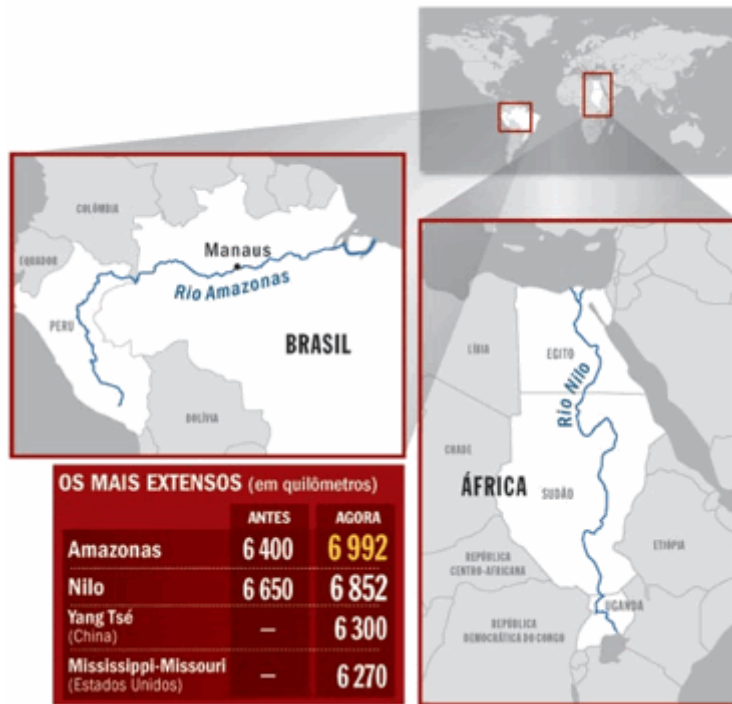 COLÔMBIA
EQUADOR
Manaus
Rio Amazonas
PERU
BRASIL
BOLÍVIA
LÍBIA
EGITO
Rio Nilo
CHADE
ÁFRICA
SUDÃO
REPÚBLICA
CENTRO-AFRICANA
ETIÓPIA
UGANDA
REPÚBLICA
DEMOCRÁTICA DO CONGO
OS MAIS EXTENSOS (em quilômetros)
ANTES AGORA
Amazonas 6 400 6 992
Nilo 6 650 6 852
Yang Tsé
(China) — 6 300
Mississippi-Missouri
(Estados Unidos) — 6 270